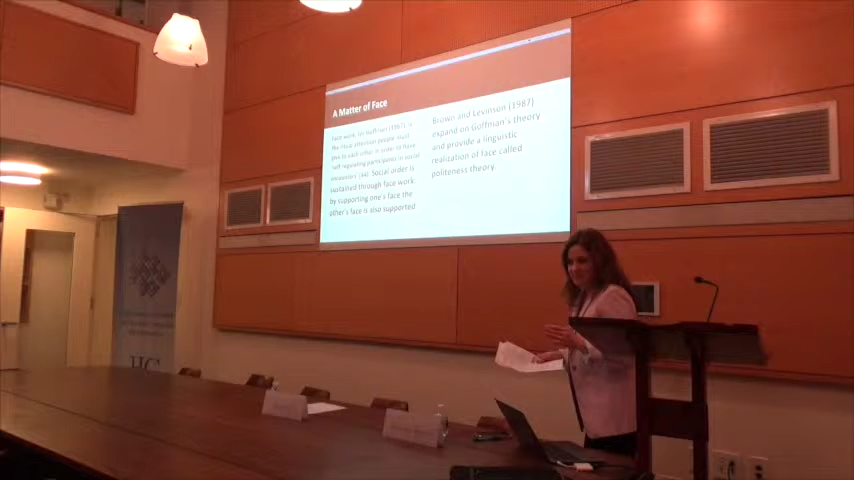 A Matter of Face
Face work, for Goffman (1967), is
the ritual attention people must
give to each other in order to have
'self-regulating participants in social
encounters' (44). Social order is
sustained through face work:
by supporting one's face the
other's face is also supported
Brown and Levinson (1987)
expand on Goffman's theory
and provide a linguistic
realization of face called
politeness theory.
HC